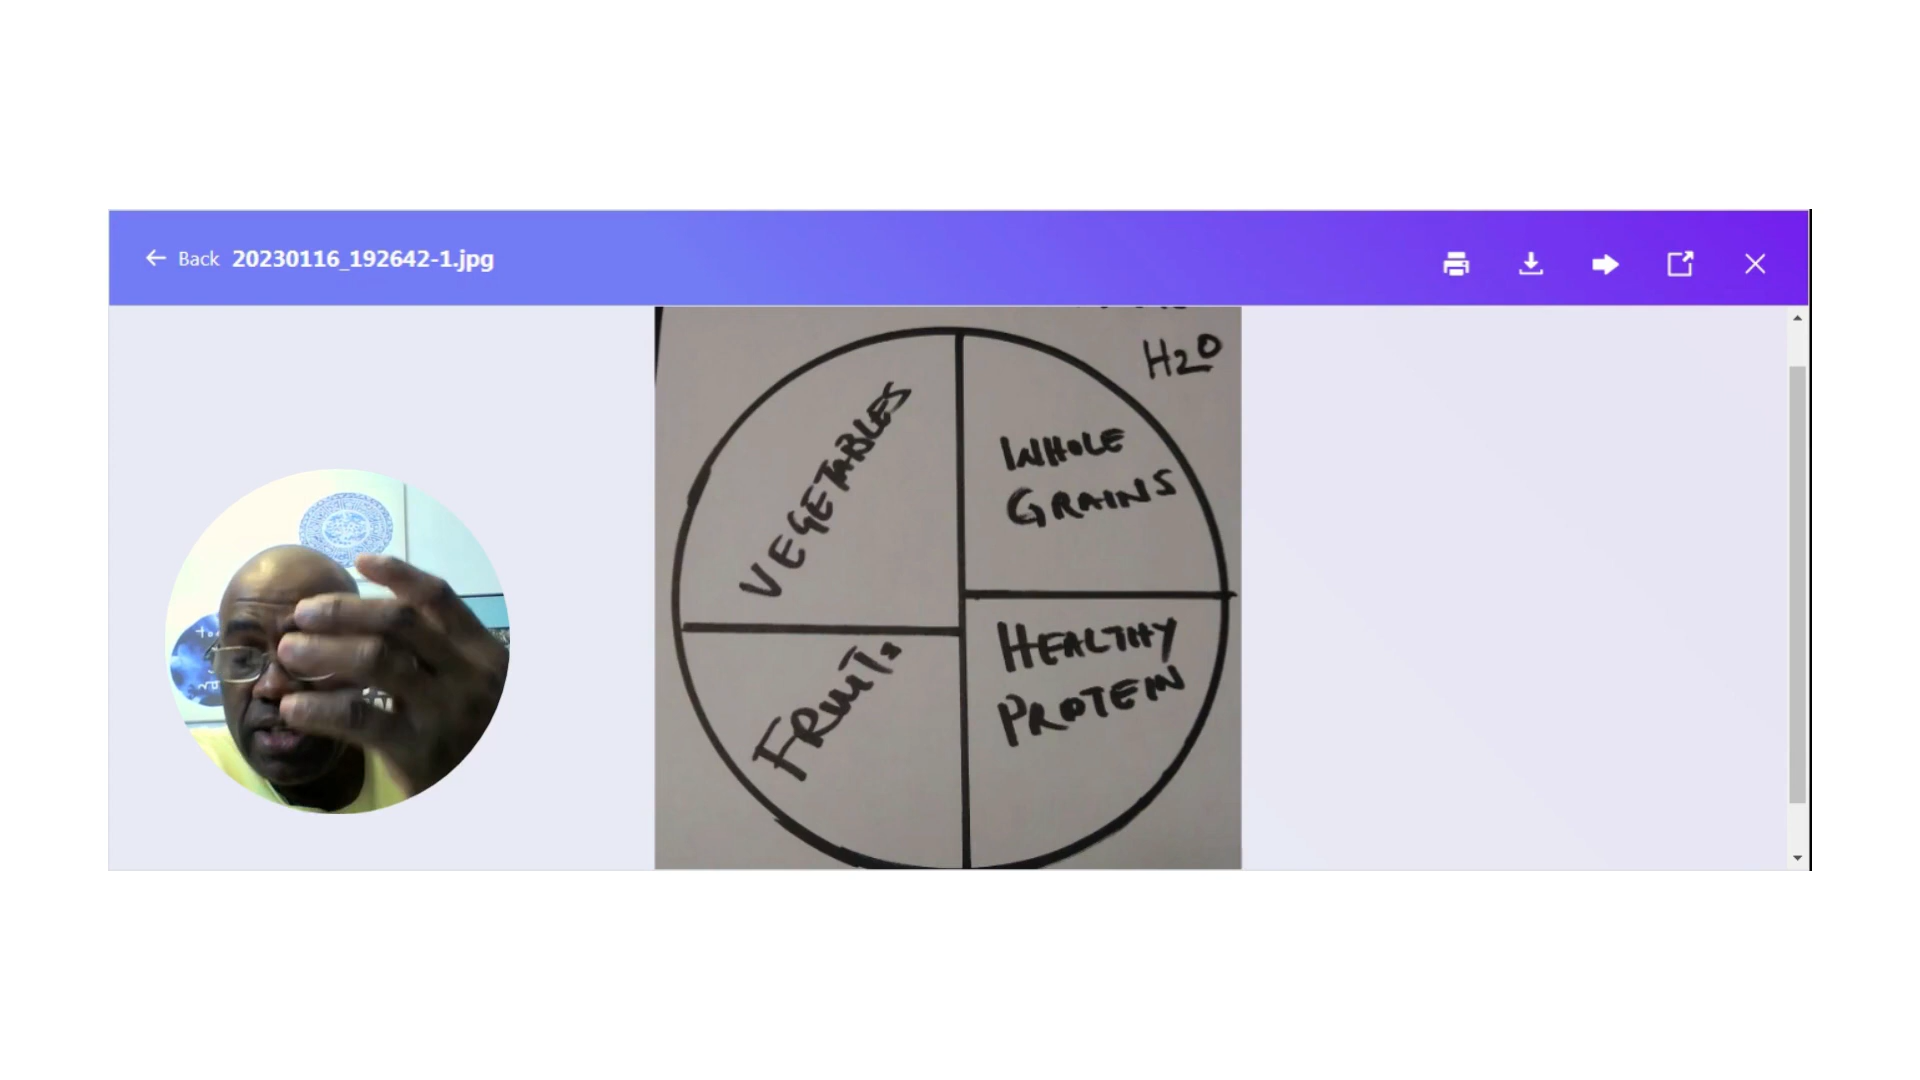 Back 20230116_192642-1.jpg
H2O
VEGETABLES
WHOLE
GRAINS
FRUITS
HEALTHY
PROTEIN